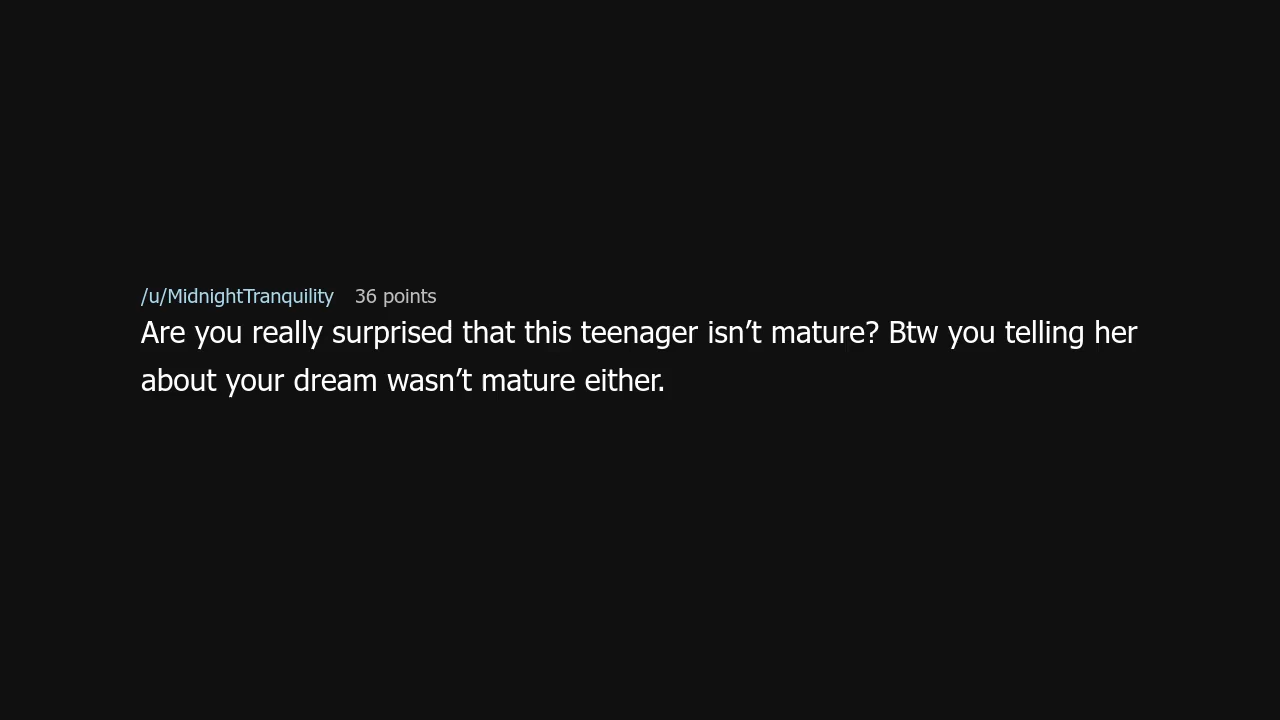 /u/MidnightTranquility 36 points
Are you really surprised that this teenager isn’t mature? Btw you telling her
about your dream wasn’t mature either.